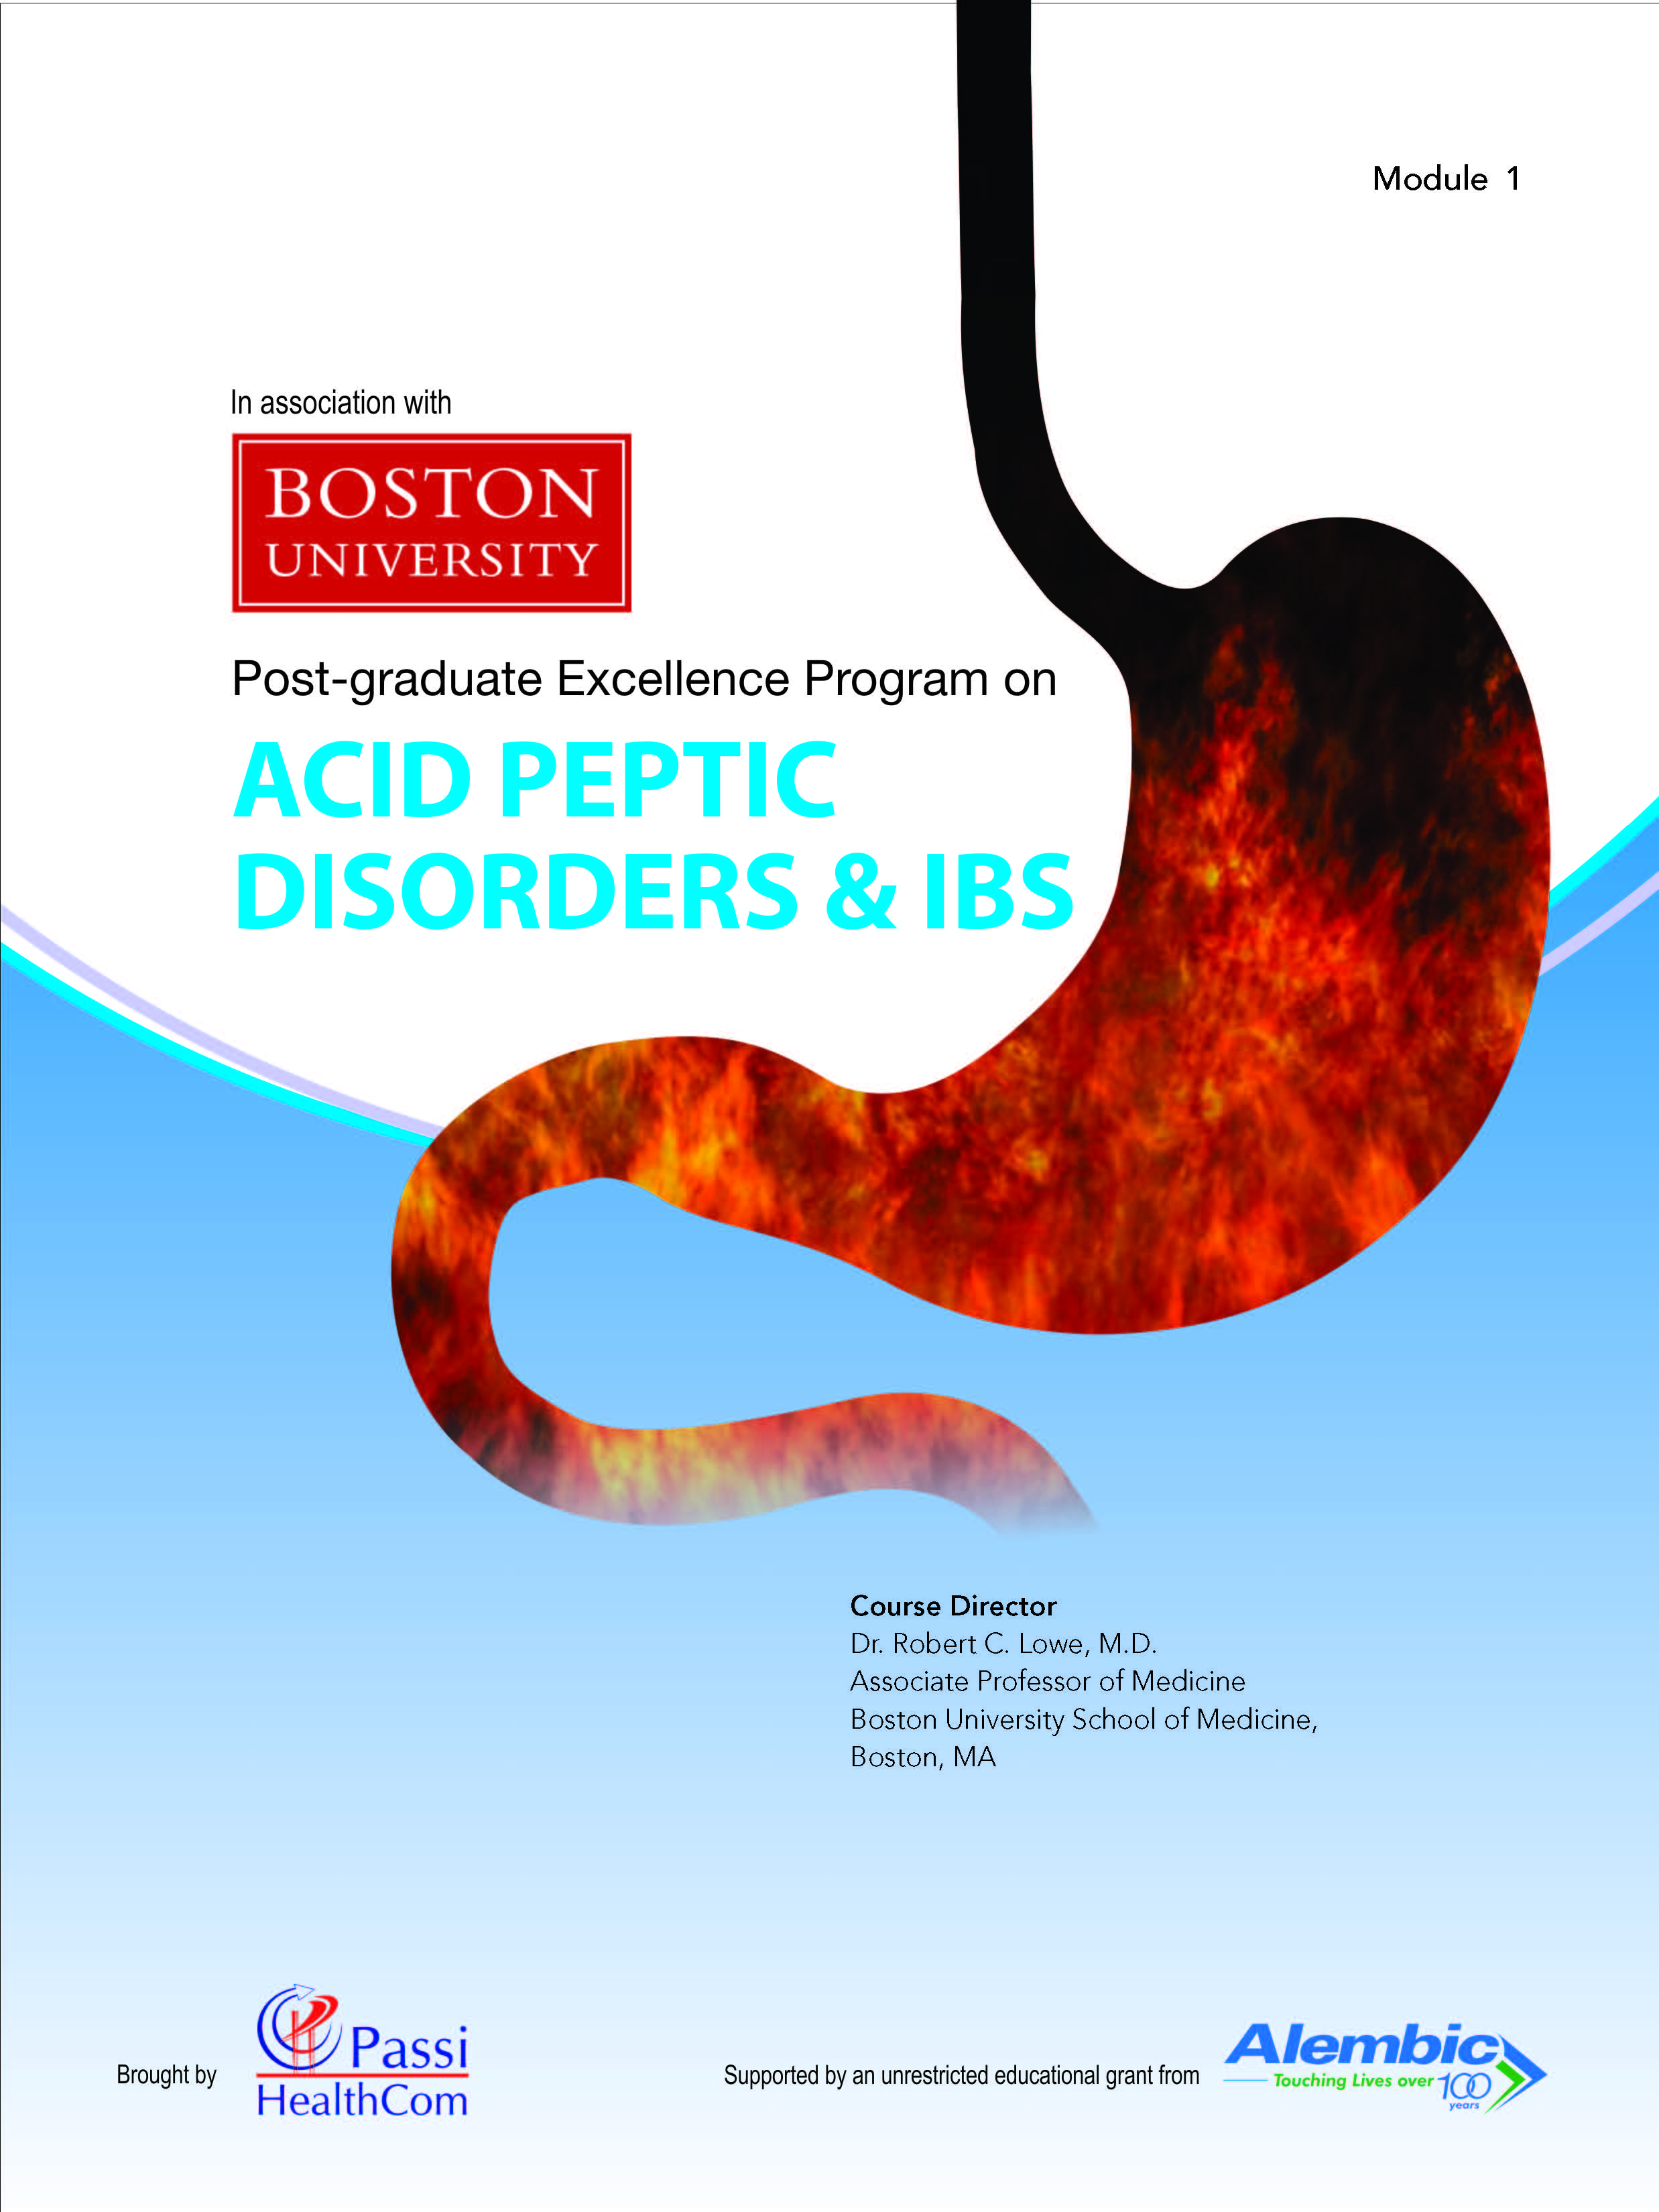 Module 1
In association with
BOSTON
UNIVERSITY
Post-graduate Excellence Program on
ACID PEPTIC
DISORDERS & IBS
Course Director
Dr. Robert C. Lowe, M.D.
Associate Professor of Medicine
Boston University School of Medicine,
Boston, MA
Brought by
Passi
HealthCom
Supported by an unrestricted educational grant from
Alembic
Touching Lives over 100
years